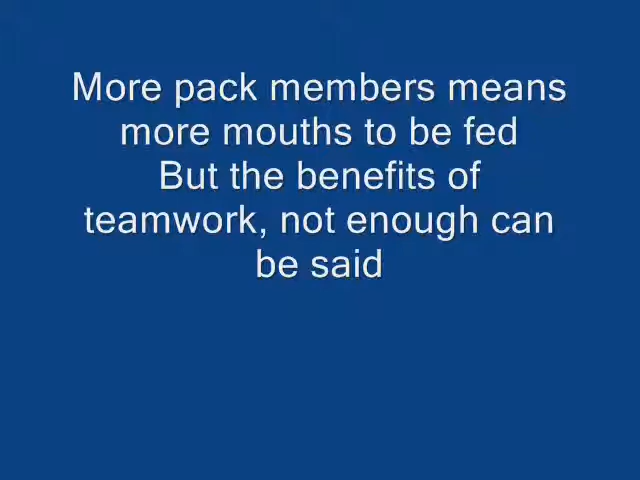 More pack members means
more mouths to be fed
But the benefits of
teamwork, not enough can
be said